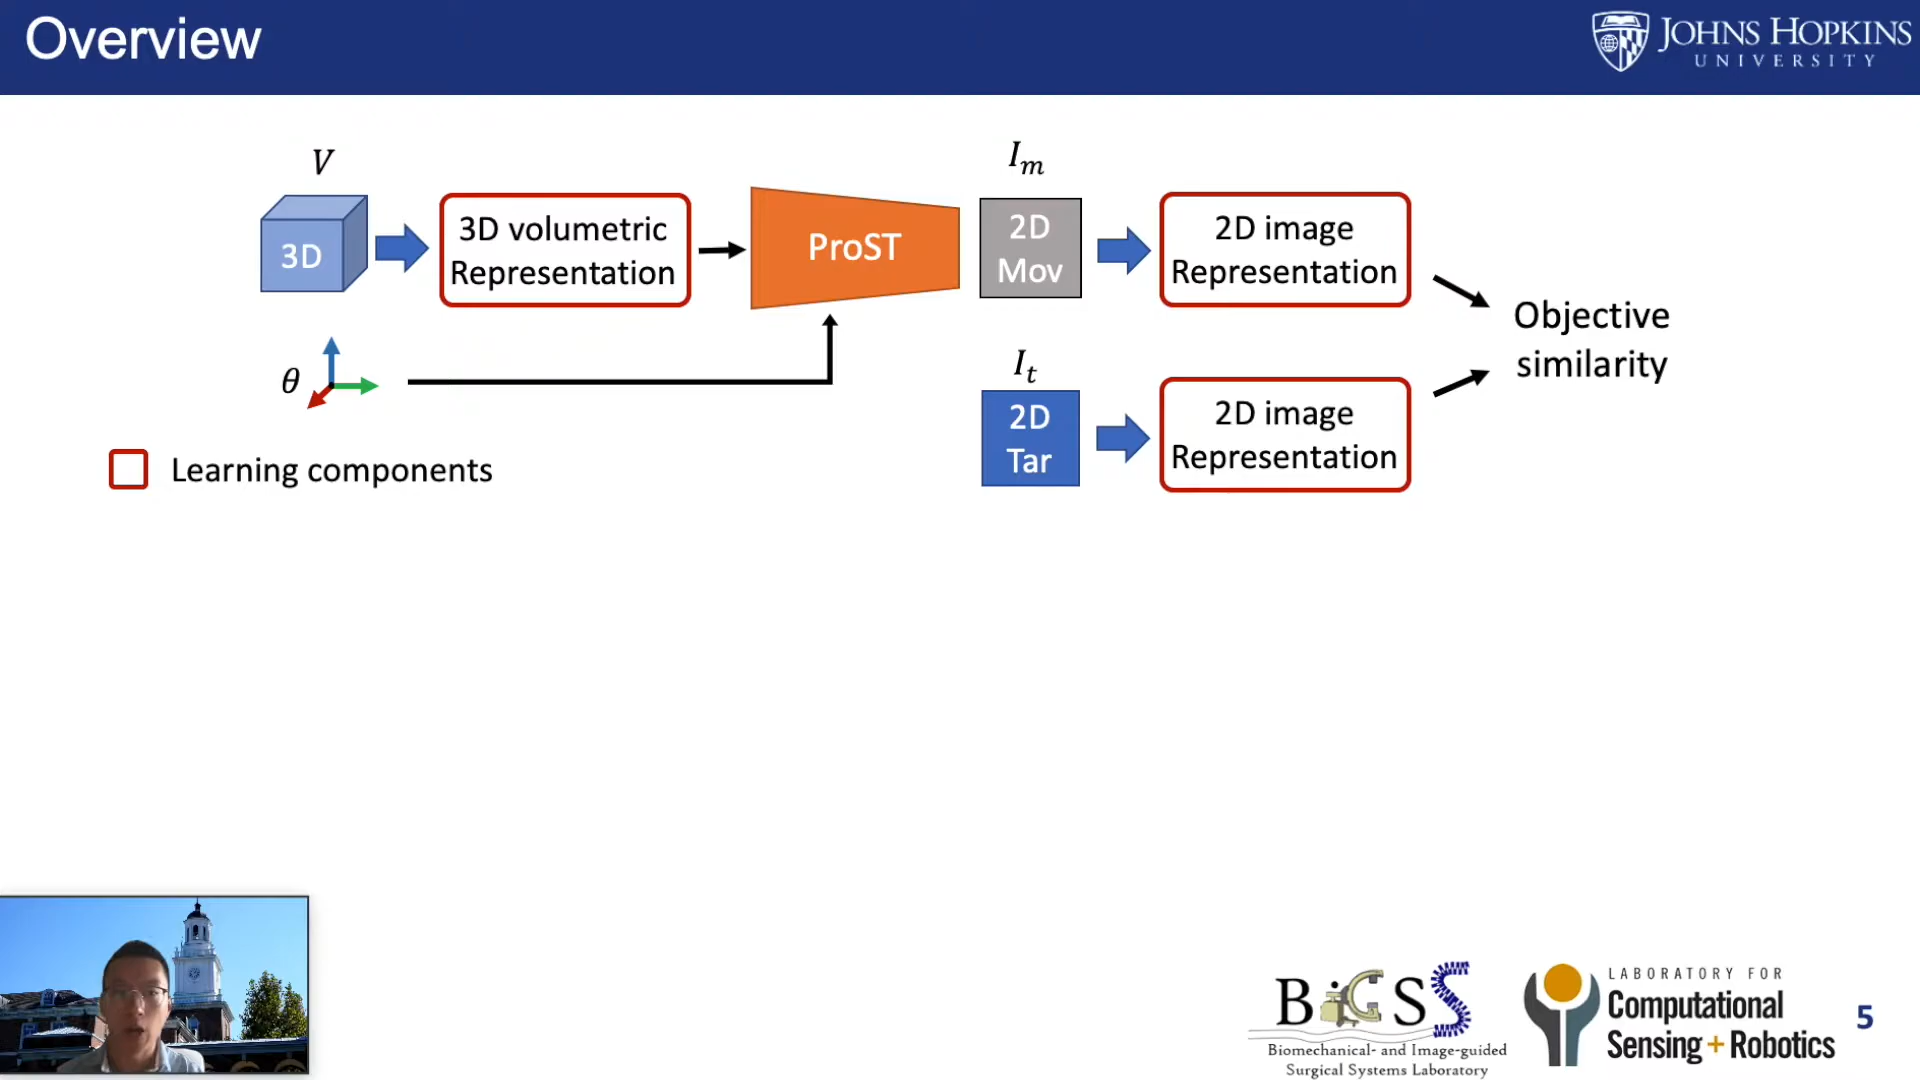 Overview
JOHNS HOPKINS
UNIVERSITY
V
3D
3D volumetric
Representation
ProST
I_m
2D
Mov
2D image
Representation
θ
I_t
2D
Tar
2D image
Representation
Objective
similarity
Learning components
BiGSS
Biomechanical- and Image-guided
Surgical Systems Laboratory
LABORATORY FOR
Computational
Sensing + Robotics
5